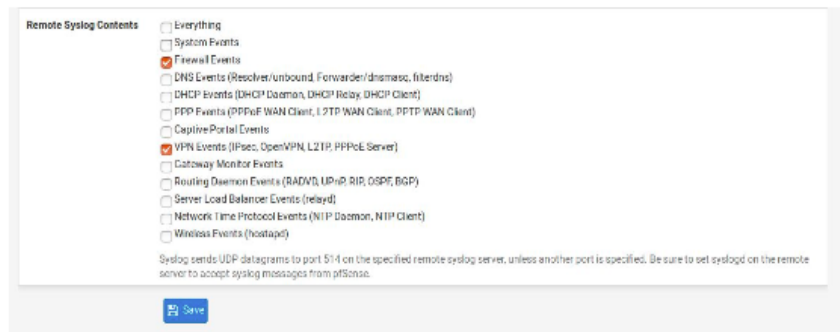 Remote Syslog Contents
Everything
System Events
Firewall Events
DNS Events (Resolver/unbound, Forwarder/dnsmasq, filterdns)
DHCP Events (DHCP Daemon, DHCP Relay, DHCP Client)
PPP Events (PPPoE WAN Client, L2TP WAN Client, PPTP WAN Client)
Captive Portal Events
VPN Events (IPsec, OpenVPN, L2TP, PPPoE Server)
Gateway Monitor Events
Routing Daemon Events (RADVD, UPnP, RIP, OSPF, BGP)
Server Load Balancer Events (relayd)
Network Time Protocol Events (NTP Daemon, NTP Client)
Wireless Events (hostapd)
Syslog sends UDP datagrams to port 514 on the specified remote syslog server, unless another port is specified. Be sure to set syslogd on the remote
server to accept syslog messages from pfSense.
Save